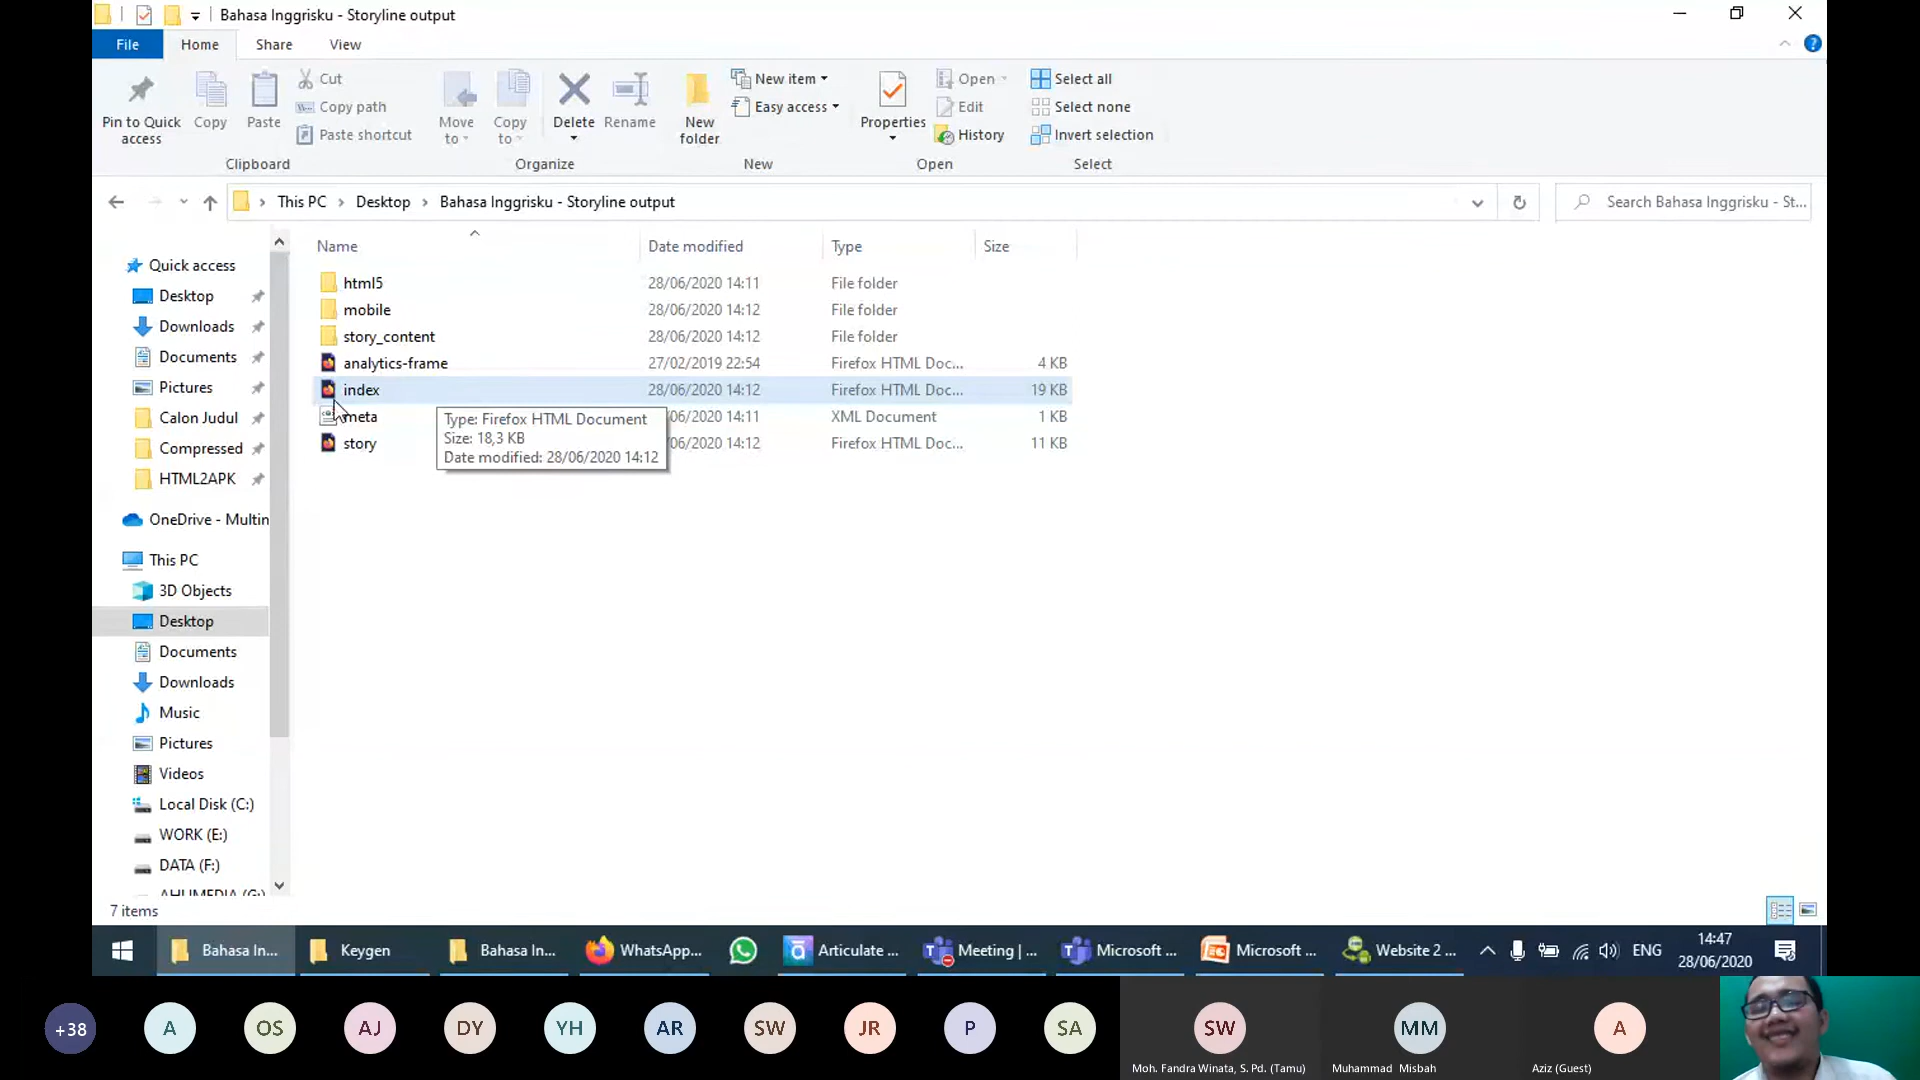 Bahasa Inggrisku - Storyline output
File Home Share View
Pin to Quick access
Copy
Paste
Cut
Copy path
Paste shortcut
Clipboard
Move to
Copy to
Delete
Rename
Organize
New folder
New item
Easy access
New
Properties
Open
Edit
History
Open
Select all
Select none
Invert selection
Select
This PC > Desktop > Bahasa Inggrisku - Storyline output
Search Bahasa Inggrisku - St...
Quick access
Desktop
Downloads
Documents
Pictures
Calon Judul
Compressed
HTML2APK
OneDrive - Multin
This PC
3D Objects
Desktop
Documents
Downloads
Music
Pictures
Videos
Local Disk (C:)
WORK (E:)
DATA (F:)
Name Date modified Type Size
html5 28/06/2020 14:11 File folder
mobile 28/06/2020 14:12 File folder
story_content 28/06/2020 14:12 File folder
analytics-frame 27/02/2019 22:54 Firefox HTML Doc... 4 KB
index 28/06/2020 14:12 Firefox HTML Doc... 19 KB
meta 06/2020 14:11 XML Document 1 KB
story 06/2020 14:12 Firefox HTML Doc... 11 KB
Type: Firefox HTML Document
Size: 18,3 KB
Date modified: 28/06/2020 14:12
7 items
Bahasa In...
Keygen
Bahasa In...
WhatsApp...
Articulate ...
Meeting | ...
Microsoft ...
Microsoft ...
Website 2 ...
ENG
14:47
28/06/2020
+38 A OS AJ DY YH AR SW JR P SA SW MM A
Moh. Fandra Winata, S. Pd. (Tamu)
Muhammad Misbah
Aziz (Guest)